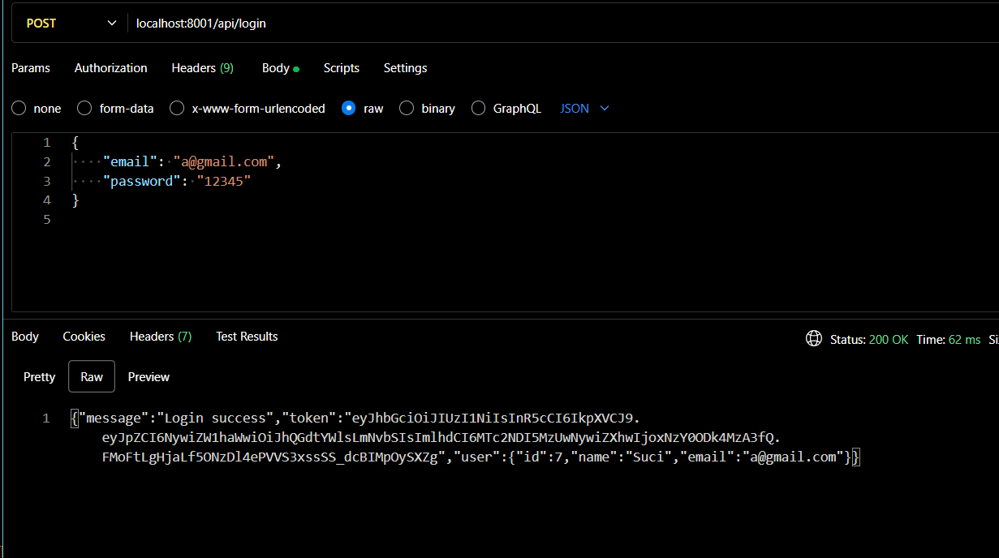 POST localhost:8001/api/login
Params Authorization Headers (9) Body Scripts Settings
none form-data x-www-form-urlencoded raw binary GraphQL JSON
1 {
2 "email": "a@gmail.com",
3 "password": "12345"
4 }
5
Body Cookies Headers (7) Test Results Status: 200 OK Time: 62 ms
Pretty Raw Preview
1 {"message":"Login success","token":"eyJhbGciOiJIUzI1NiIsInR5cCI6IkpXVCJ9.
eyJpZCI6NywiZW1haWwiOiJhQGdtYWlsLmNvbSIsImlhdCI6MTc2NDI5MzUwNywiZXhwIjoxNzY0ODk4MzA3fQ.
FMoFtLgHjaLf5ONzDl4ePVVS3xssSS_dcBIMpOySXZg","user":{"id":7,"name":"Suci","email":"a@gmail.com"}}